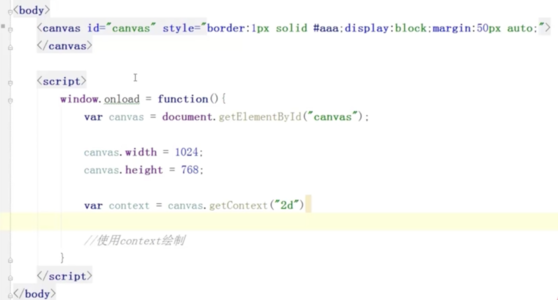 <body>
<canvas id="canvas" style="border:1px solid #aaa;display:block;margin:50px auto;">
</canvas>
<script>
window.onload = function(){
var canvas = document.getElementById("canvas");
canvas.width = 1024;
canvas.height = 768;
var context = canvas.getContext("2d")
//使用context绘制
}
</script>
</body>